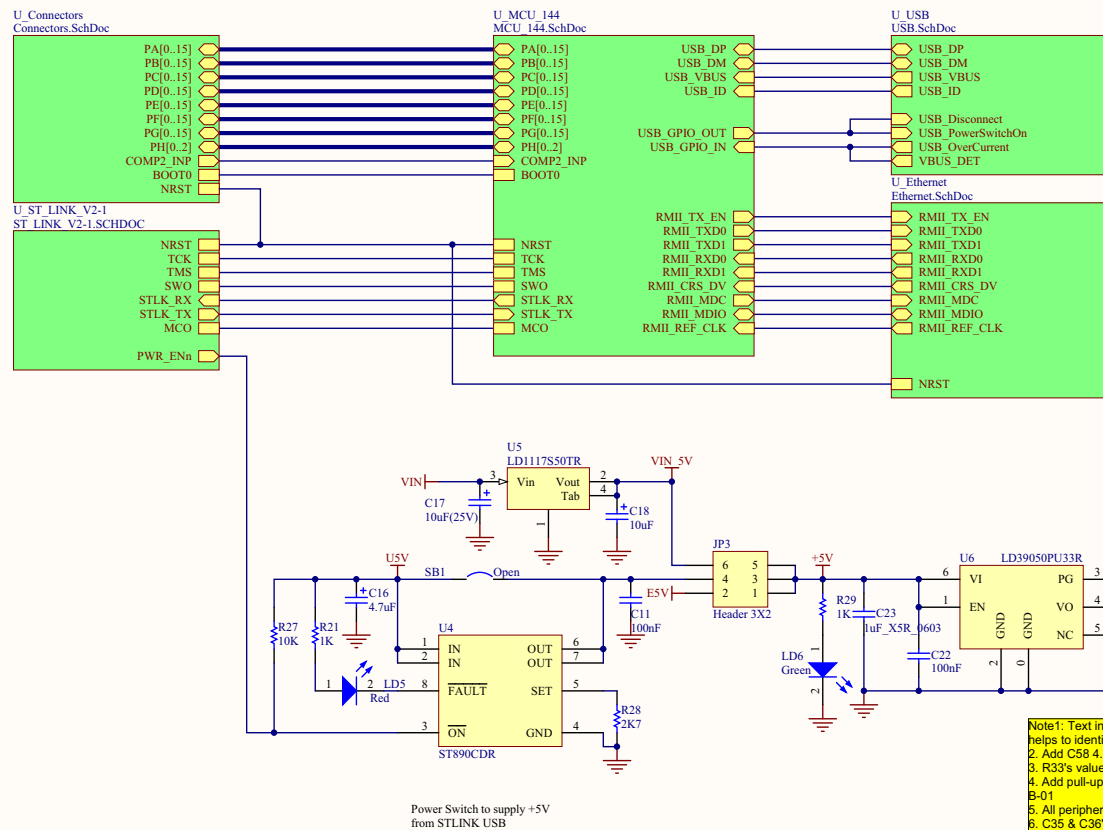 U_Connectors
Connectors.SchDoc
PA[0..15]
PB[0..15]
PC[0..15]
PD[0..15]
PE[0..15]
PF[0..15]
PG[0..15]
PH[0..2]
COMP2_INP
BOOT0
NRST
U_ST_LINK_V2-1
ST_LINK_V2-1.SCHDOC
NRST
TCK
TMS
SWO
STLK_RX
STLK_TX
MCO
PWR_ENn
U_MCU_144
MCU_144.SchDoc
PA[0..15]
PB[0..15]
PC[0..15]
PD[0..15]
PE[0..15]
PF[0..15]
PG[0..15]
PH[0..2]
COMP2_INP
BOOT0
NRST
TCK
TMS
SWO
STLK_RX
STLK_TX
MCO
USB_DP
USB_DM
USB_VBUS
USB_ID
USB_GPIO_OUT
USB_GPIO_IN
RMII_TX_EN
RMII_TXD0
RMII_TXD1
RMII_RXD0
RMII_RXD1
RMII_CRS_DV
RMII_MDC
RMII_MDIO
RMII_REF_CLK
U_USB
USB.SchDoc
USB_DP
USB_DM
USB_VBUS
USB_ID
USB_Disconnect
USB_PowerSwitchOn
USB_OverCurrent
VBUS_DET
U_Ethernet
Ethernet.SchDoc
RMII_TX_EN
RMII_TXD0
RMII_TXD1
RMII_RXD0
RMII_RXD1
RMII_CRS_DV
RMII_MDC
RMII_MDIO
RMII_REF_CLK
NRST
U5
LD1117S50TR
VIN
3
Vin
Vout
Tab
2
4
1
VIN_5V
C17
10uF(25V)
C18
10uF
U5V
SB1
Open
C16
4.7uF
R27
10K
R21
1K
1
2
LD5
Red
U4
1
IN
2
IN
8
FAULT
3
ON
OUT
6
OUT
7
SET
5
GND
4
ST890CDR
R28
2K7
C11
100nF
E5V
JP3
6 5
4 3
2 1
Header 3X2
+5V
R29
1K
C23
1uF_X5R_0603
LD6
Green
1
2
C22
100nF
U6
LD39050PU33R
6
VI
1
EN
GND
GND
2
0
PG
3
VO
4
NC
5
Power Switch to supply +5V
from STLINK USB
Note1: Text in
helps to identi
2. Add C58 4.
3. R33's value
4. Add pull-up
B-01
5. All peripher
6. C35 & C36'